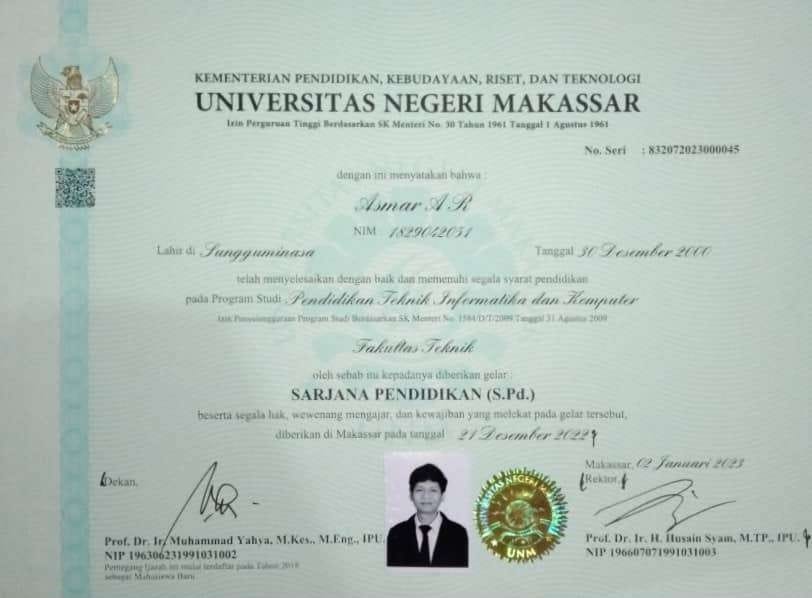 KEMENTERIAN PENDIDIKAN, KEBUDAYAAN, RISET, DAN TEKNOLOGI
UNIVERSITAS NEGERI MAKASSAR
Izin Perguruan Tinggi Berdasarkan SK Menteri No. 30 Tahun 1961 Tanggal 1 Agustus 1961
No. Seri : 832072023000045
dengan ini menyatakan bahwa :
Asmar A R
NIM 1829042031
Lahir di Sungguminasa Tanggal 30 Desember 2000
telah menyelesaikan dengan baik dan memenuhi segala syarat pendidikan
pada Program Studi Pendidikan Teknik Informatika dan Komputer
Izin Penyelenggaraan Program Studi Berdasarkan SK Menteri No. 1584/D/T/2009 Tanggal 31 Agustus 2009
Fakultas Teknik
oleh sebab itu kepadanya diberikan gelar :
SARJANA PENDIDIKAN (S.Pd.)
beserta segala hak, wewenang mengajar, dan kewajiban yang melekat pada gelar tersebut,
diberikan di Makassar pada tanggal 21 Desember 2022
Makassar, 02 Januari 2023
Dekan, Rektor,
Prof. Dr. Ir. Muhammad Yahya, M.Kes., M.Eng., IPU. Prof. Dr. Ir. H. Husain Syam, M.TP., IPU.
NIP 196306231991031002 NIP 196607071991031003
Pemegang Ijazah ini mulai terdaftar pada Tahun 2018
sebagai Mahasiswa Baru
UNM